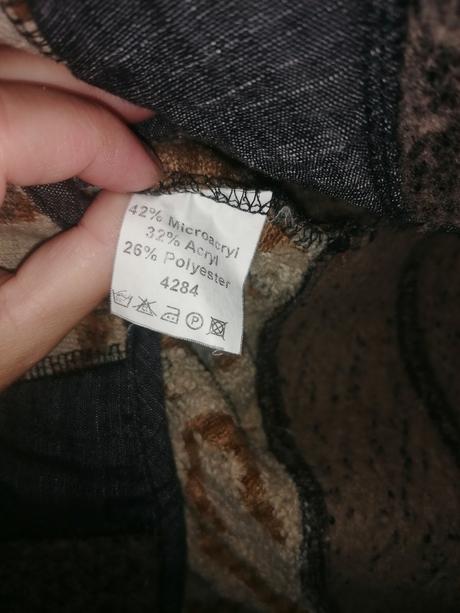 42% Microacryl
32% Acryl
26% Polyester
4284
P